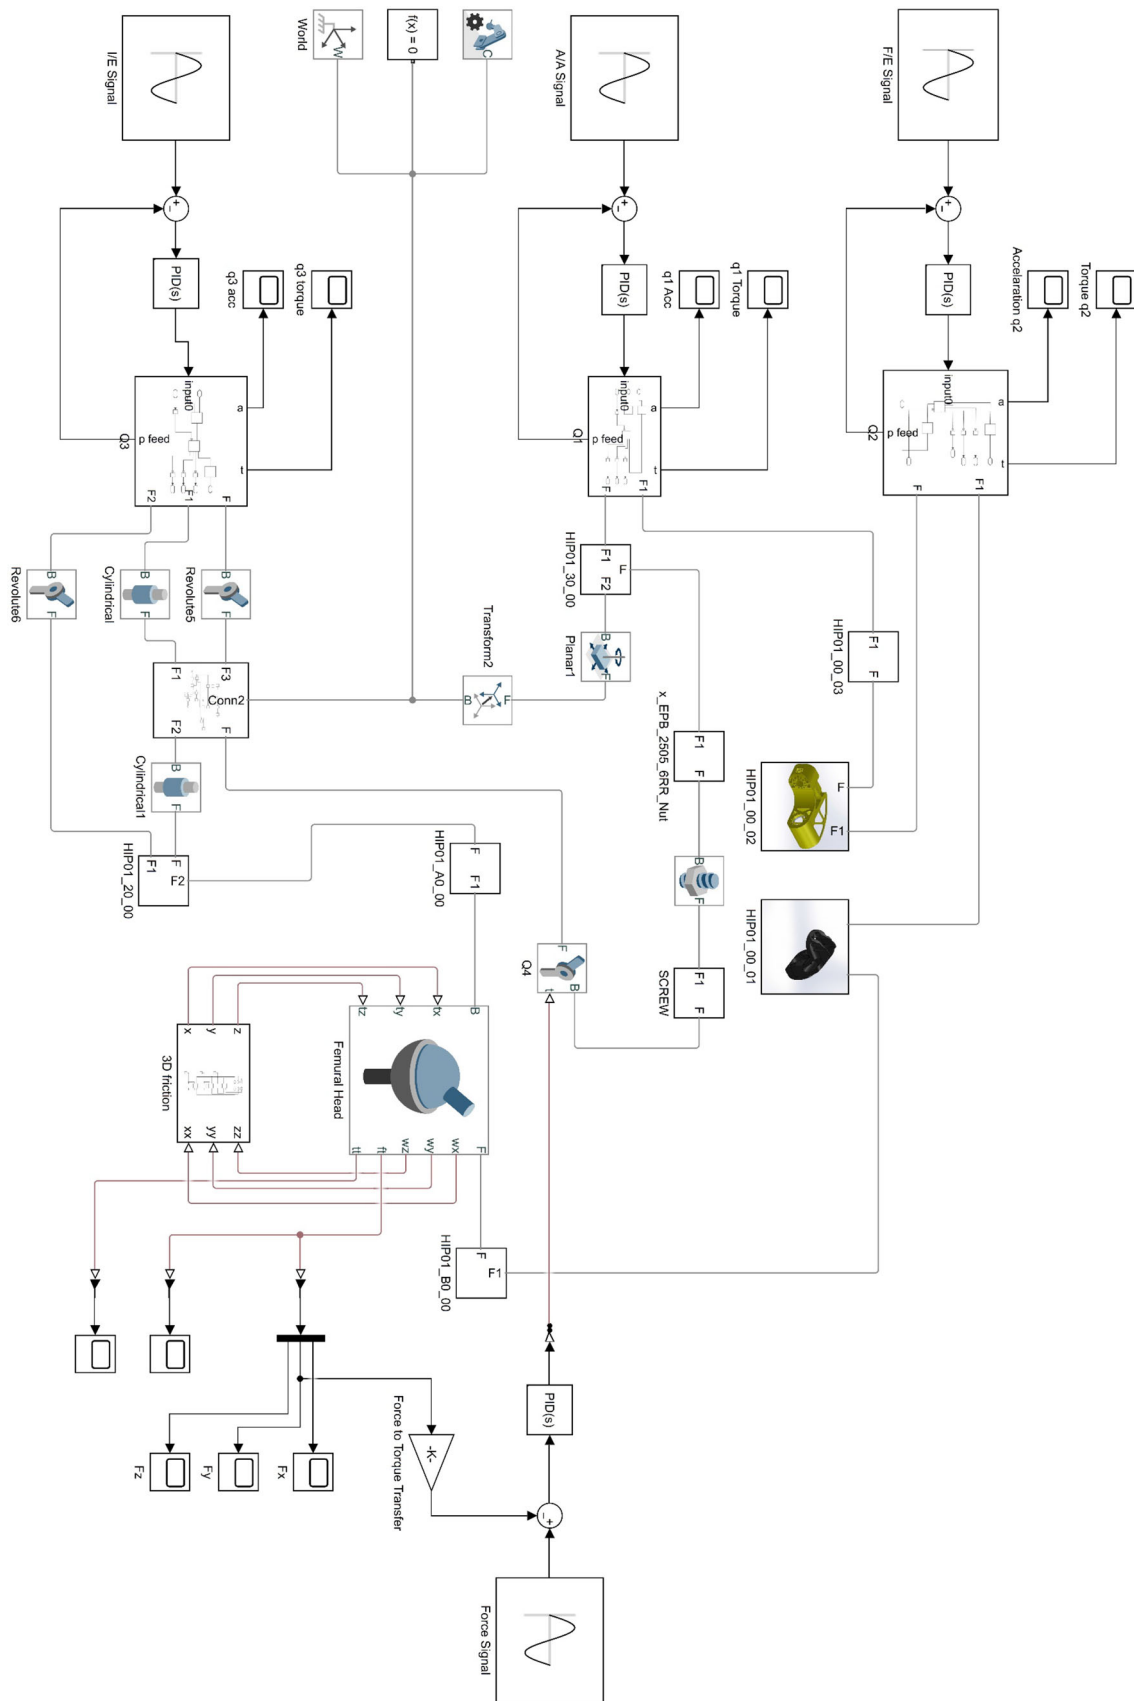 F/E Signal
PID(s)
Torque q2
Accelaration q2
input0
a
t
p feed
F
F1
Q2
F1
F
HIP01_00_03
F
F1
HIP01_00_02
HIP01_00_01
A/A Signal
PID(s)
q1 Torque
q1 Acc
input0
a
t
p feed
F
F1
Q1
F
F1
F2
HIP01_30_00
B
F
Planar1
F1
F
x_EPB_2505_6RR_Nut
B
F
F1
F
SCREW
C
f(x) = 0
W
World
B
F
Transform2
F
B
t
Q4
I/E Signal
PID(s)
q3 torque
q3 acc
input0
a
t
p feed
F2
F1
F
Q3
B
F
Revolute5
B
F
Cylindrical
B
F
Revolute6
F3
F1
Conn2
F
F2
B
F
Cylindrical1
F2
F
F1
HIP01_20_00
F
F1
HIP01_A0_00
B
F
tx
ty
tz
wx
wy
wz
ft
tt
Femural Head
z
y
x
zz
yy
xx
3D friction
F1
F
HIP01_B0_00
PID(s)
-K-
Force to Torque Transfer
Fx
Fy
Fz
Force Signal